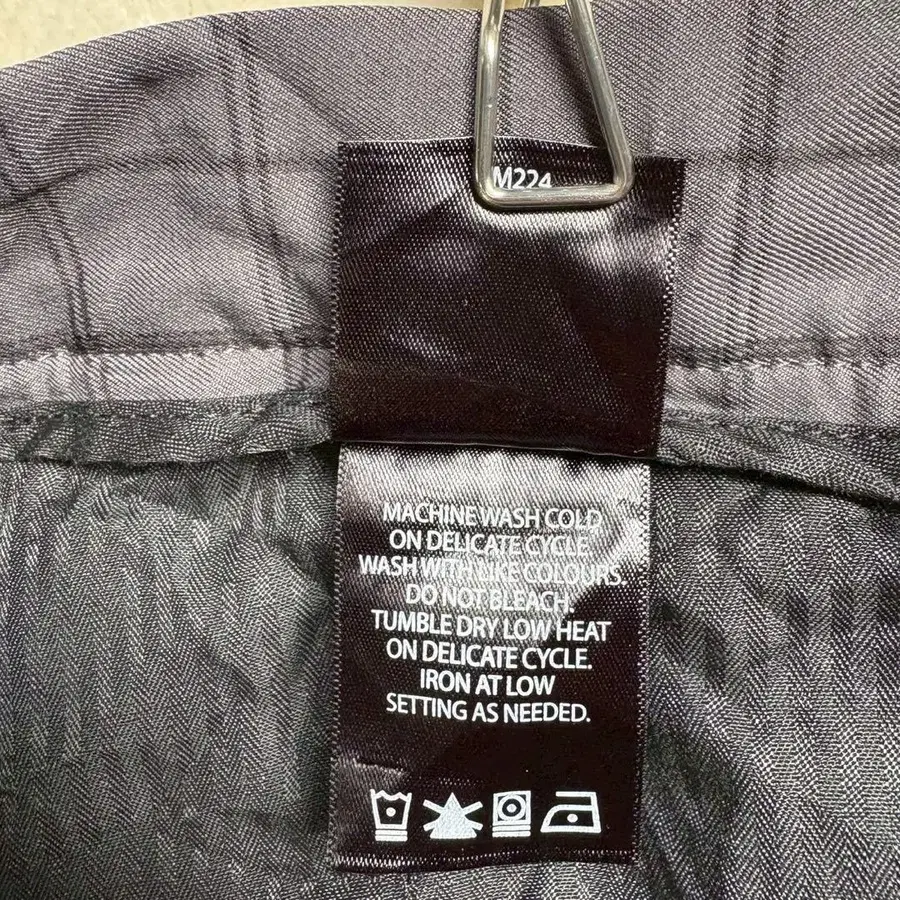 M224
MACHINE WASH COLD
ON DELICATE CYCLE.
WASH WITH LIKE COLOURS.
DO NOT BLEACH.
TUMBLE DRY LOW HEAT
ON DELICATE CYCLE.
IRON AT LOW
SETTING AS NEEDED.